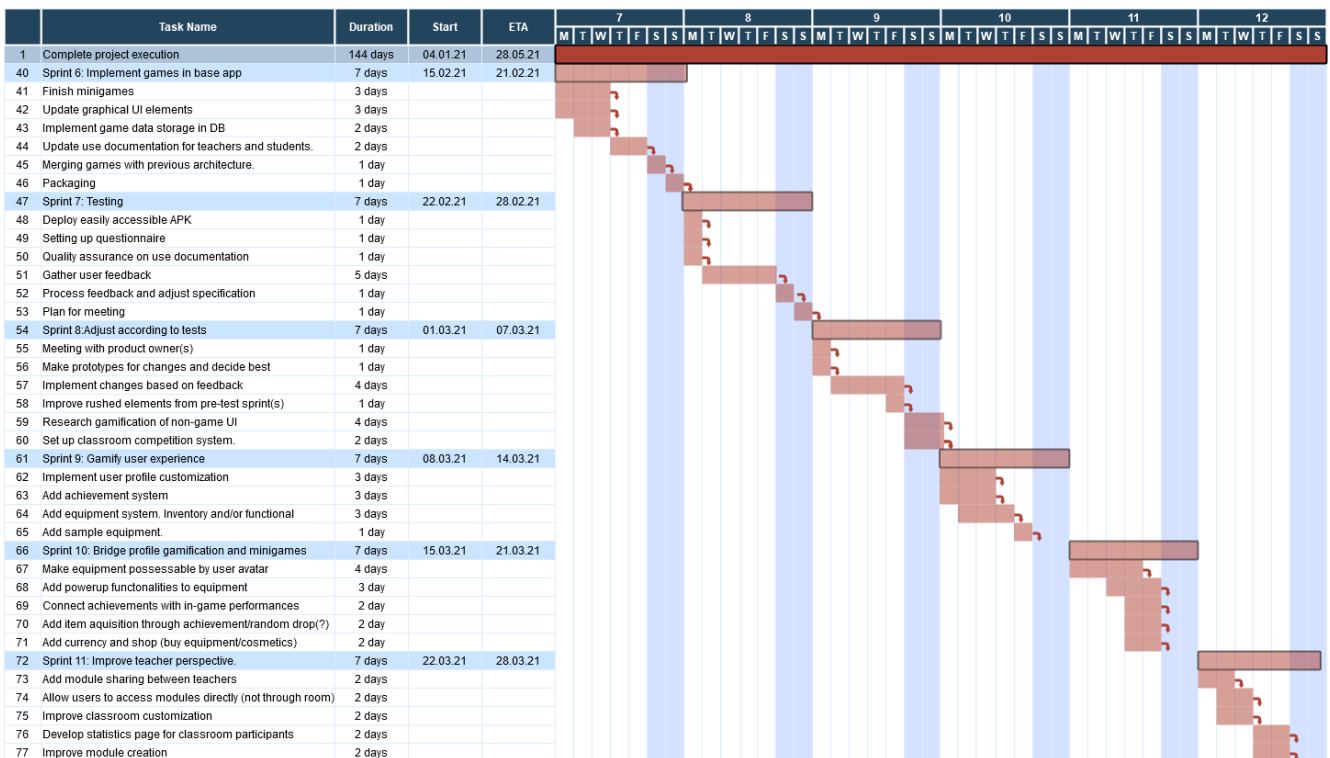 Task Name Duration Start ETA 7 8 9 10 11 12
M T W T F S S M T W T F S S M T W T F S S M T W T F S S M T W T F S S M T W T F S S
1 Complete project execution 144 days 04.01.21 28.05.21
40 Sprint 6: Implement games in base app 7 days 15.02.21 21.02.21
41 Finish minigames 3 days
42 Update graphical UI elements 3 days
43 Implement game data storage in DB 2 days
44 Update use documentation for teachers and students. 2 days
45 Merging games with previous architecture. 1 day
46 Packaging 1 day
47 Sprint 7: Testing 7 days 22.02.21 28.02.21
48 Deploy easily accessible APK 1 day
49 Setting up questionnaire 1 day
50 Quality assurance on use documentation 1 day
51 Gather user feedback 5 days
52 Process feedback and adjust specification 1 day
53 Plan for meeting 1 day
54 Sprint 8:Adjust according to tests 7 days 01.03.21 07.03.21
55 Meeting with product owner(s) 1 day
56 Make prototypes for changes and decide best 1 day
57 Implement changes based on feedback 4 days
58 Improve rushed elements from pre-test sprint(s) 1 day
59 Research gamification of non-game UI 4 days
60 Set up classroom competition system. 2 days
61 Sprint 9: Gamify user experience 7 days 08.03.21 14.03.21
62 Implement user profile customization 3 days
63 Add achievement system 3 days
64 Add equipment system. Inventory and/or functional 3 days
65 Add sample equipment. 1 day
66 Sprint 10: Bridge profile gamification and minigames 7 days 15.03.21 21.03.21
67 Make equipment possessable by user avatar 4 days
68 Add powerup functonalities to equipment 3 day
69 Connect achievements with in-game performances 2 day
70 Add item aquisition through achievement/random drop(?) 2 day
71 Add currency and shop (buy equipment/cosmetics) 2 day
72 Sprint 11: Improve teacher perspective. 7 days 22.03.21 28.03.21
73 Add module sharing between teachers 2 days
74 Allow users to access modules directly (not through room) 2 days
75 Improve classroom customization 2 days
76 Develop statistics page for classroom participants 2 days
77 Improve module creation 2 days